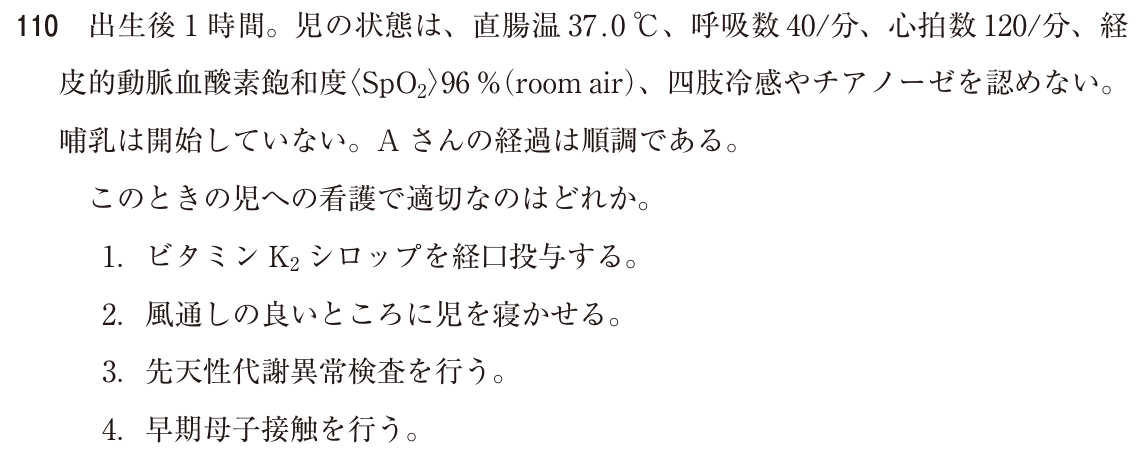 110 出生後1時間。児の状態は、直腸温 37.0 ℃、呼吸数 40/分、心拍数 120/分、経
皮的動脈血酸素飽和度〈SpO₂〉96 %(room air)、四肢冷感やチアノーゼを認めない。
哺乳は開始していない。A さんの経過は順調である。
このときの児への看護で適切なのはどれか。
1. ビタミン K₂ シロップを経口投与する。
2. 風通しの良いところに児を寝かせる。
3. 先天性代謝異常検査を行う。
4. 早期母子接触を行う。